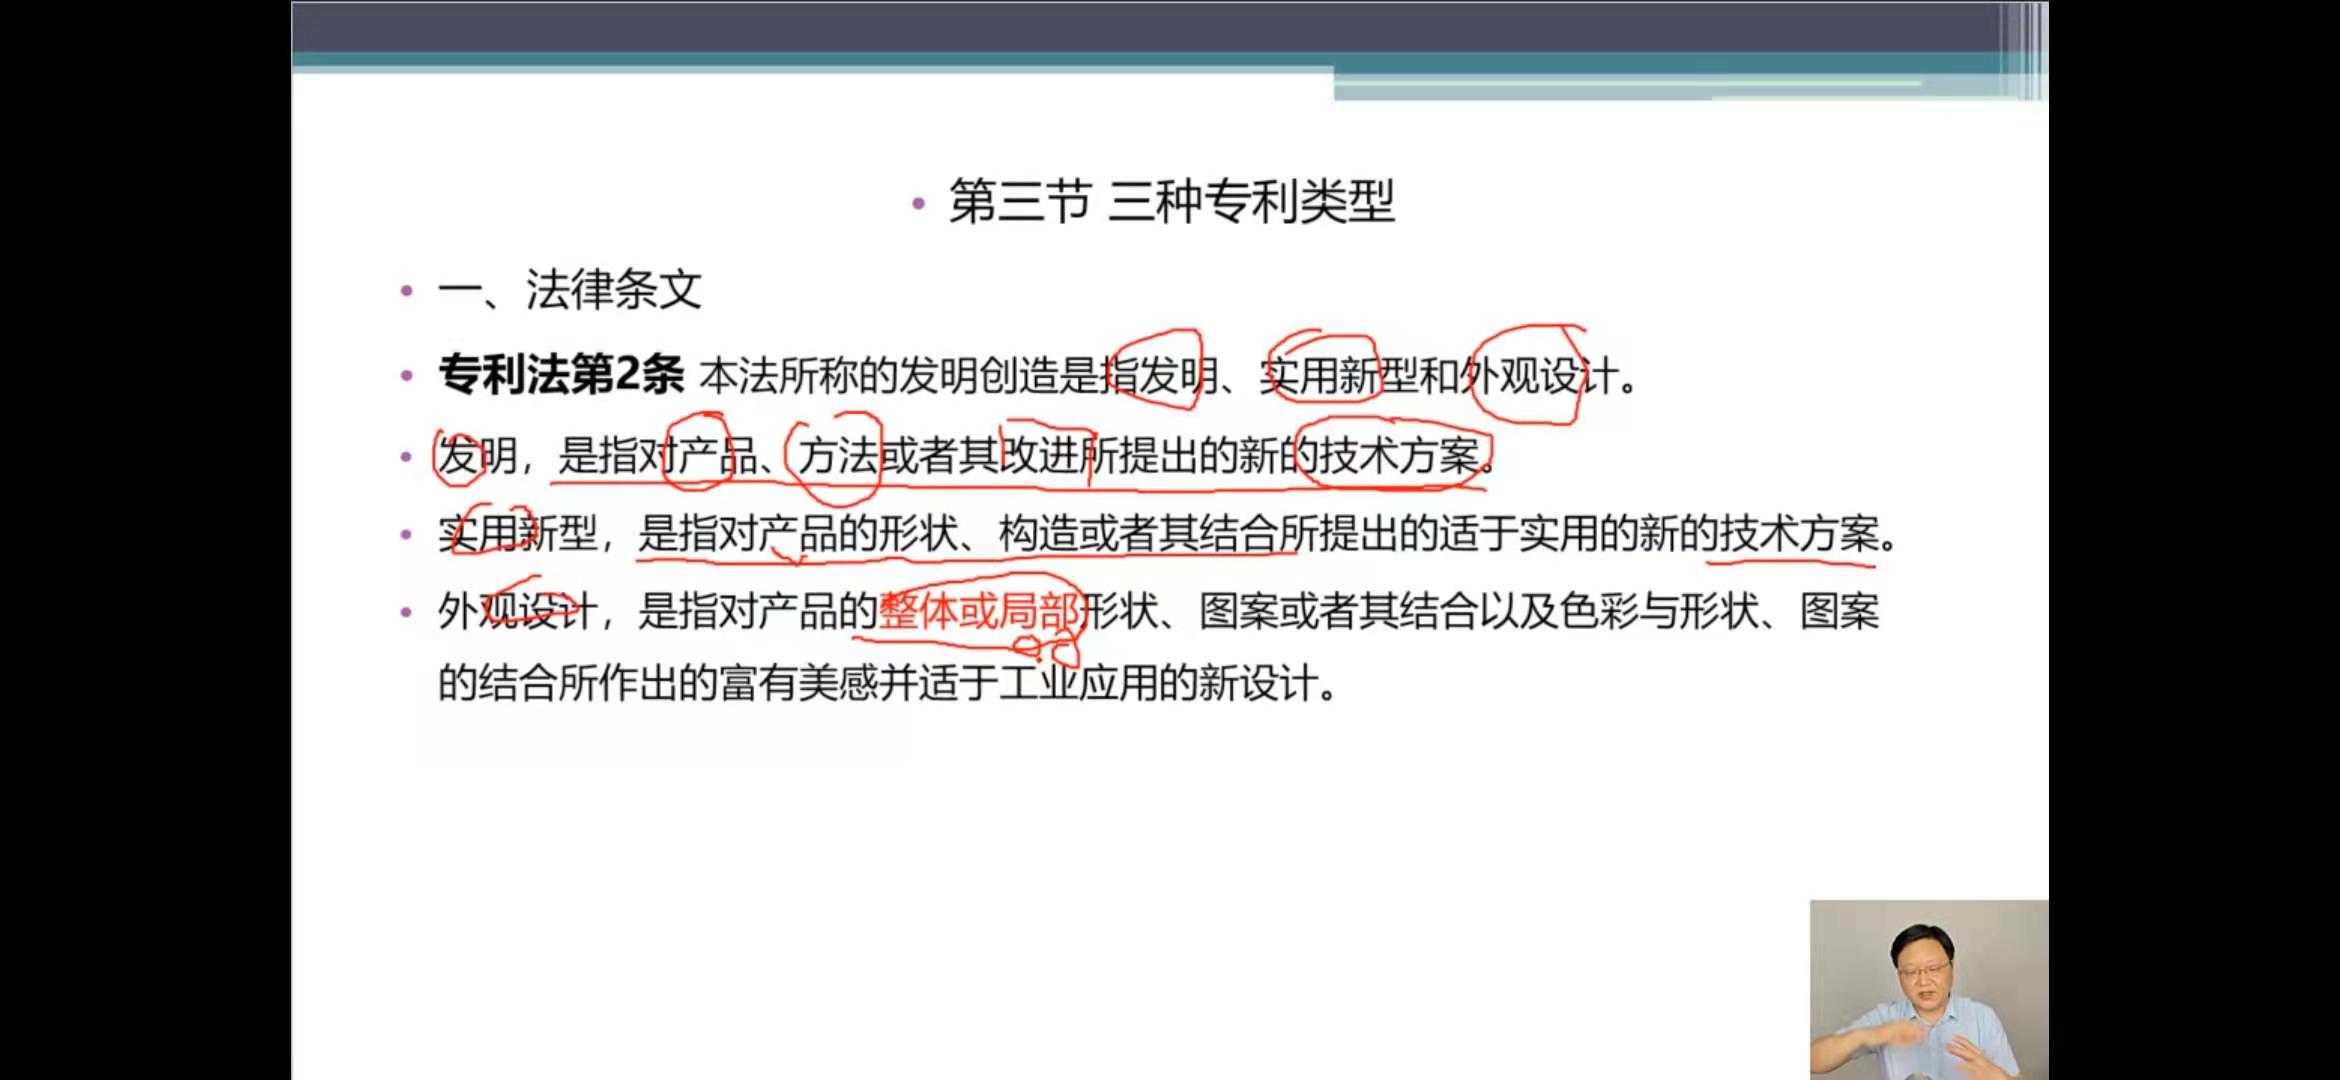 • 第三节 三种专利类型
• 一、法律条文
• 专利法第2条 本法所称的发明创造是指发明、实用新型和外观设计。
• 发明，是指对产品、方法或者其改进所提出的新的技术方案。
• 实用新型，是指对产品的形状、构造或者其结合所提出的适于实用的新的技术方案。
• 外观设计，是指对产品的整体或局部形状、图案或者其结合以及色彩与形状、图案
的结合所作出的富有美感并适于工业应用的新设计。